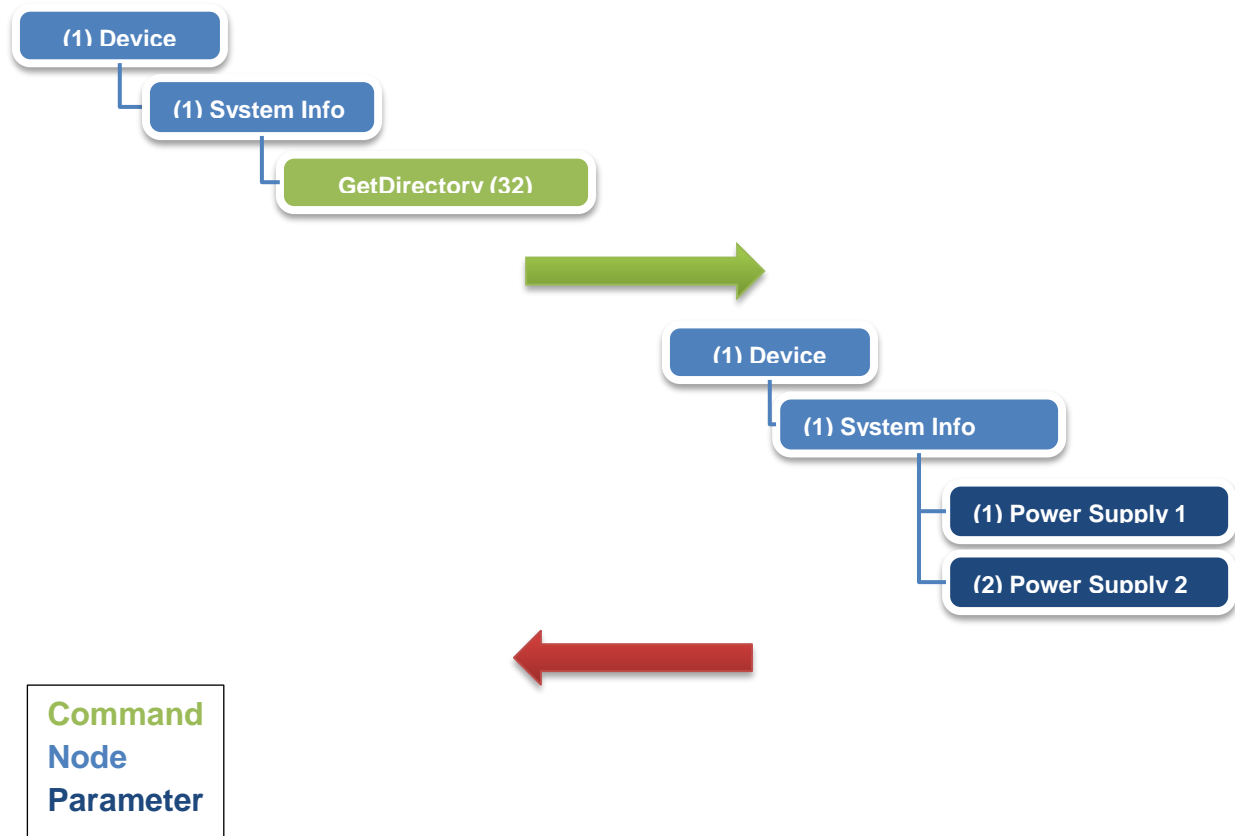 (1) Device
(1) System Info
GetDirectory (32)
(1) Device
(1) System Info
(1) Power Supply 1
(2) Power Supply 2
Command
Node
Parameter